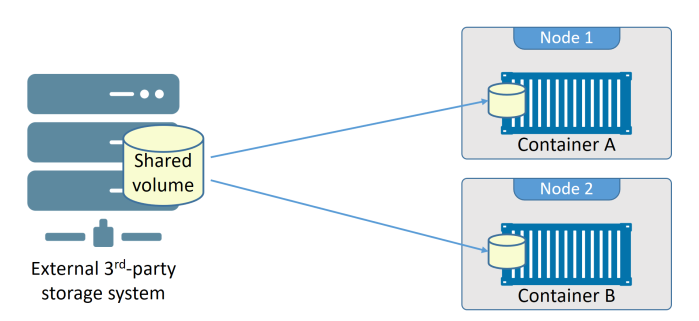 Shared
volume
External 3rd-party
storage system
Node 1
Container A
Node 2
Container B